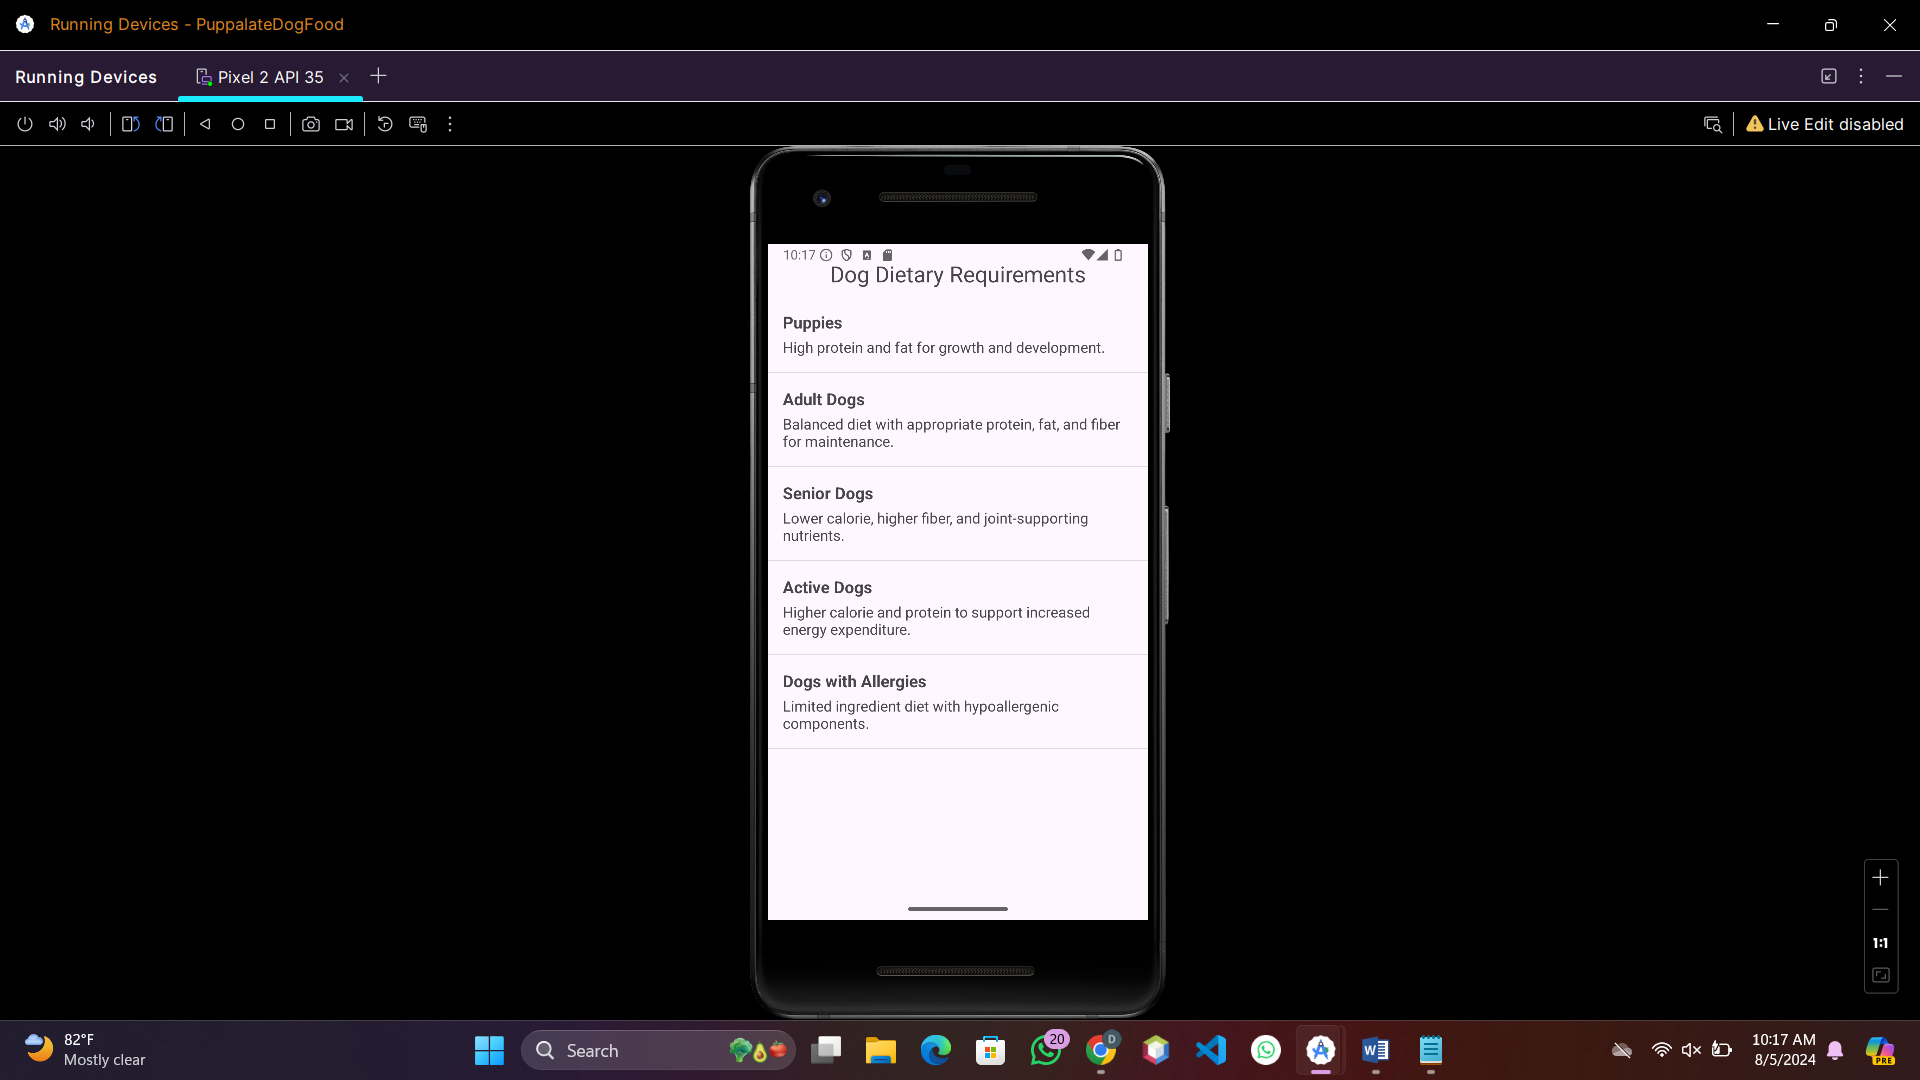 Running Devices - PuppalateDogFood
Running Devices
Pixel 2 API 35
Live Edit disabled
10:17
Dog Dietary Requirements
Puppies
High protein and fat for growth and development.
Adult Dogs
Balanced diet with appropriate protein, fat, and fiber
for maintenance.
Senior Dogs
Lower calorie, higher fiber, and joint-supporting
nutrients.
Active Dogs
Higher calorie and protein to support increased
energy expenditure.
Dogs with Allergies
Limited ingredient diet with hypoallergenic
components.
1:1
82°F
Mostly clear
Search
20
D
10:17 AM
8/5/2024
PRE